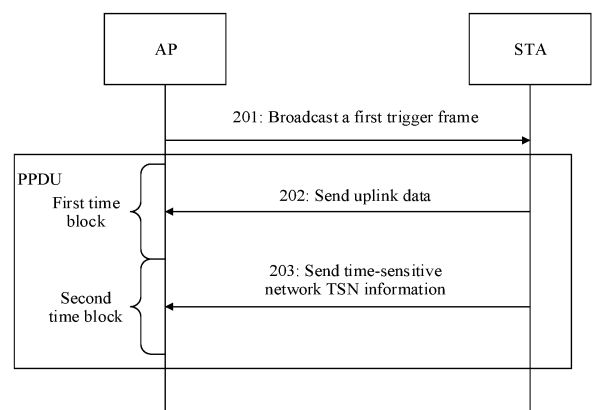 AP
STA
201: Broadcast a first trigger frame
PPDU
First time
block
202: Send uplink data
203: Send time-sensitive
network TSN information
Second
time block